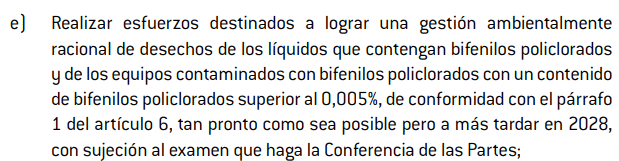 e) Realizar esfuerzos destinados a lograr una gestión ambientalmente
racional de desechos de los líquidos que contengan bifenilos policlorados
y de los equipos contaminados con bifenilos policlorados con un contenido
de bifenilos policlorados superior al 0,005%, de conformidad con el párrafo
1 del artículo 6, tan pronto como sea posible pero a más tardar en 2028,
con sujeción al examen que haga la Conferencia de las Partes;